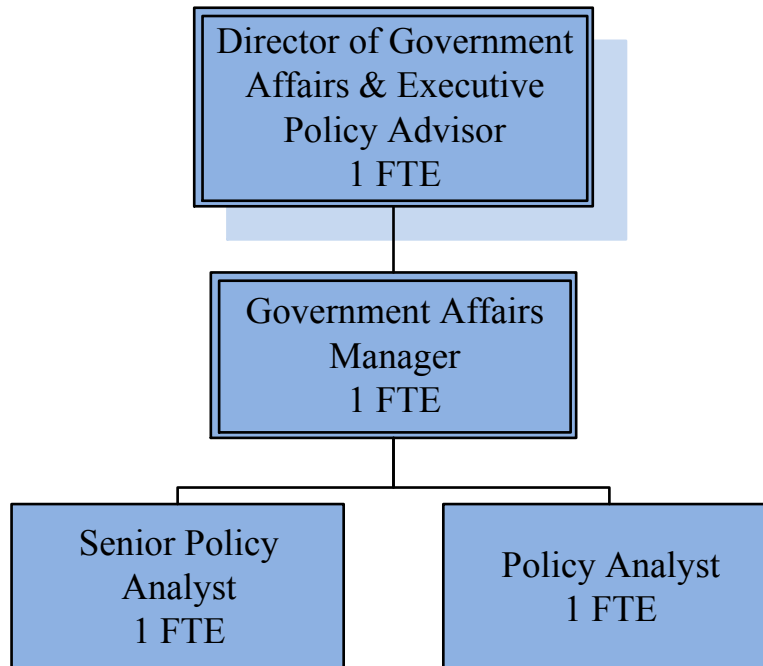 Director of Government
Affairs & Executive
Policy Advisor
1 FTE
Government Affairs
Manager
1 FTE
Senior Policy
Analyst
1 FTE
Policy Analyst
1 FTE